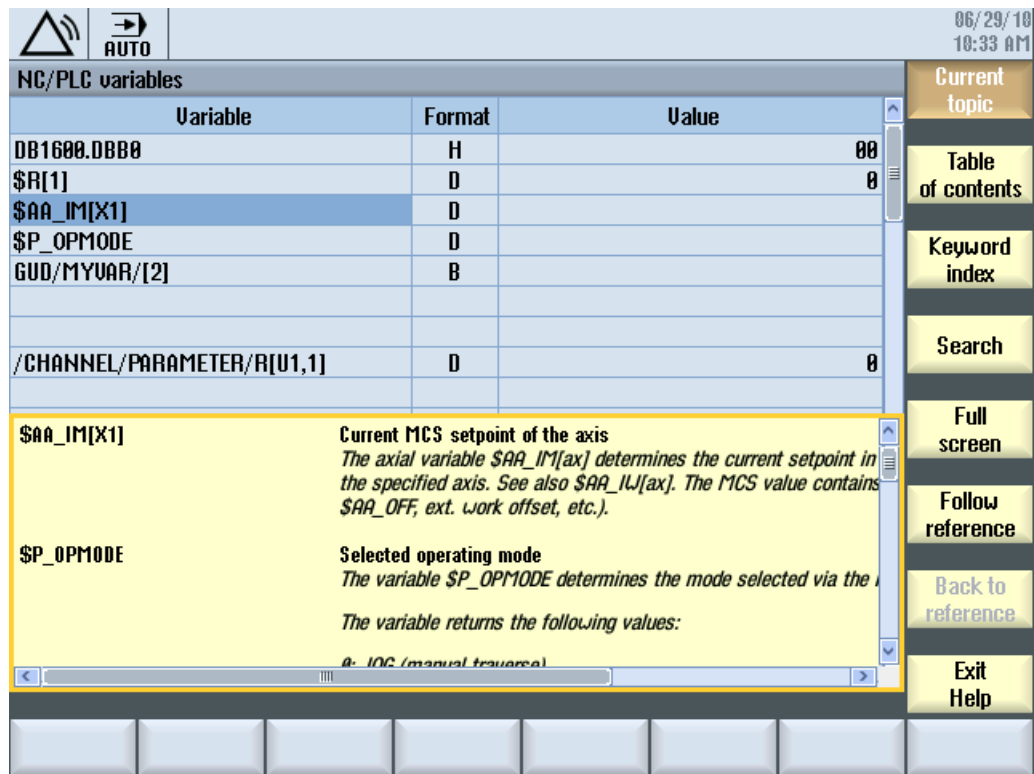 06/29/10
10:33 AM
AUTO
NC/PLC variables
Variable Format Value
DB1600.DBB0 H 00
$R[1] D 0
$AA_IM[X1] D
$P_OPMODE D
GUD/MYVAR/[2] B
/CHANNEL/PARAMETER/R[U1,1] D 0
$AA_IM[X1] Current MCS setpoint of the axis
The axial variable $AA_IM[ax] determines the current setpoint in
the specified axis. See also $AA_IW[ax]. The MCS value contains
$AA_OFF, ext. work offset, etc.).
$P_OPMODE Selected operating mode
The variable $P_OPMODE determines the mode selected via the
The variable returns the following values:
0: JOG (manual traverse)
Current
topic
Table
of contents
Keyword
index
Search
Full
screen
Follow
reference
Back to
reference
Exit
Help